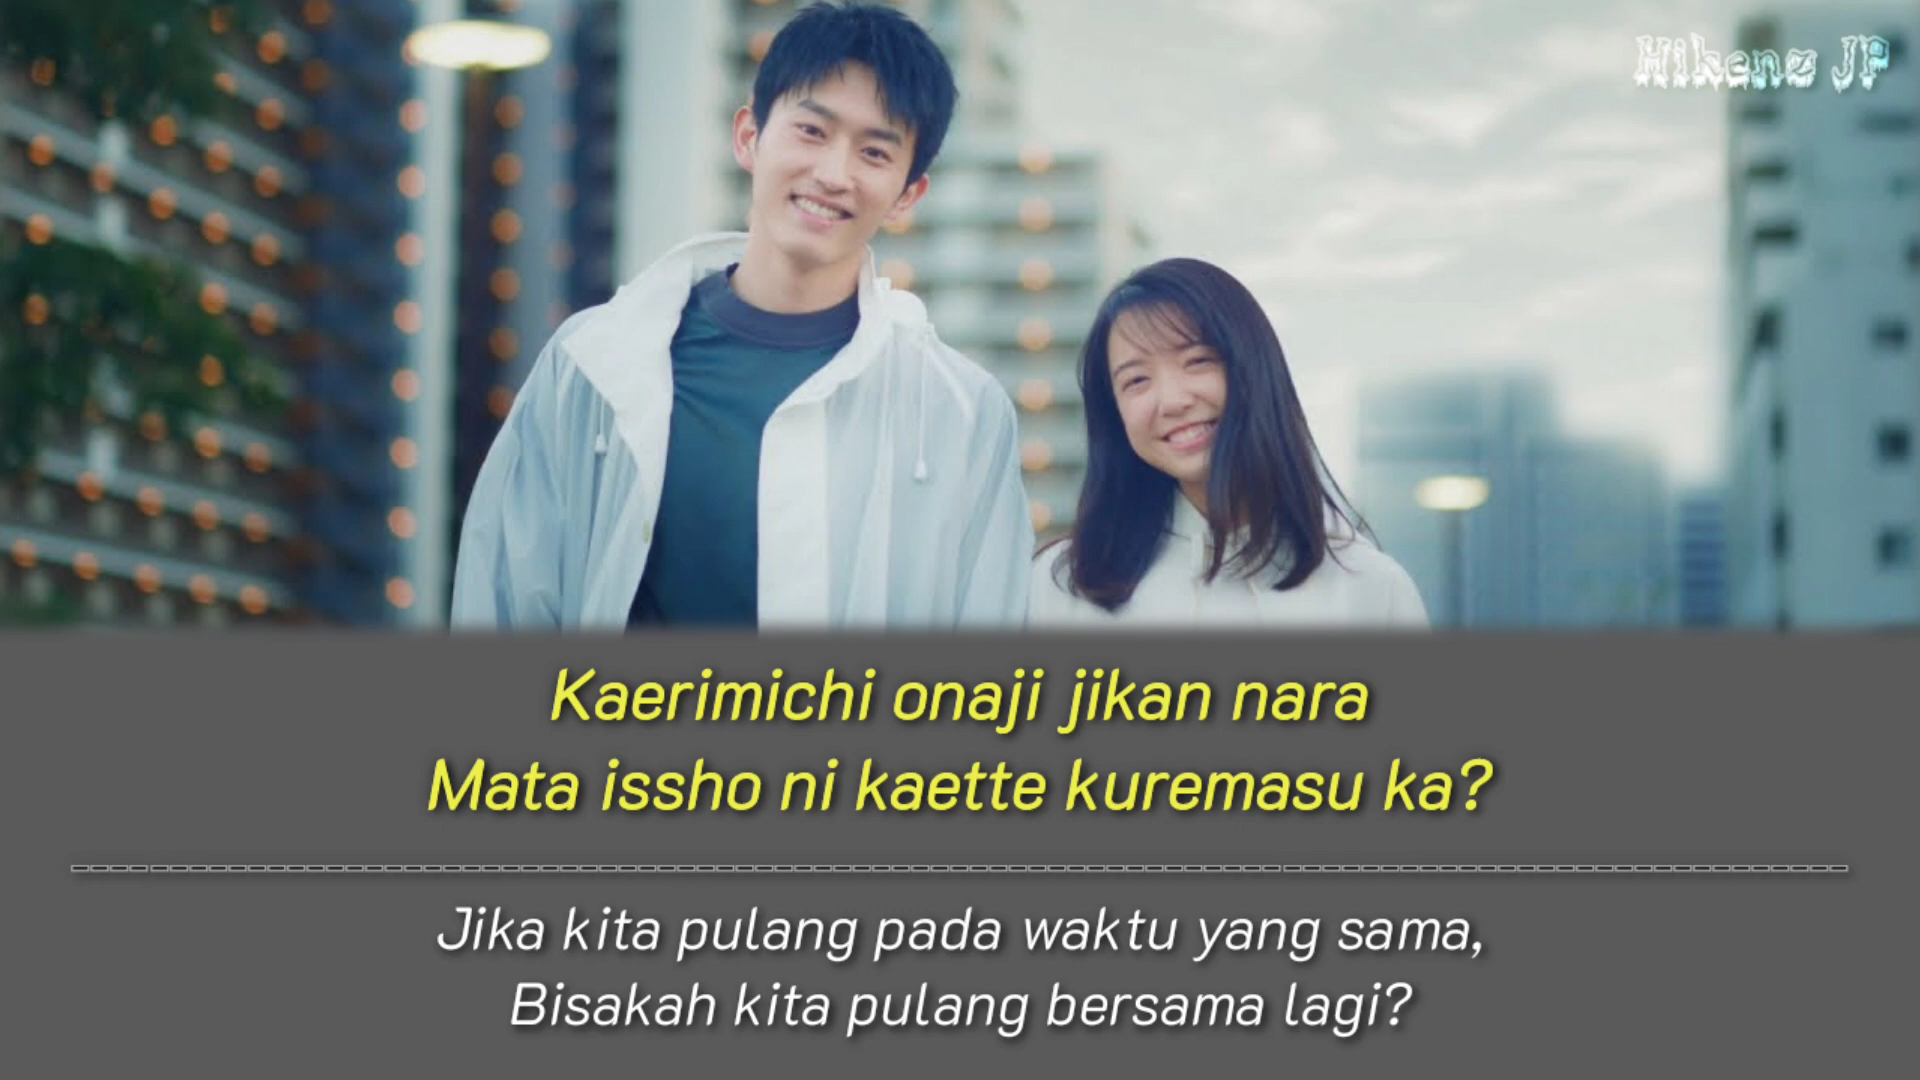 Hikenz JP
Kaerimichi onaji jikan nara
Mata issho ni kaette kuremasu ka?
Jika kita pulang pada waktu yang sama,
Bisakah kita pulang bersama lagi?